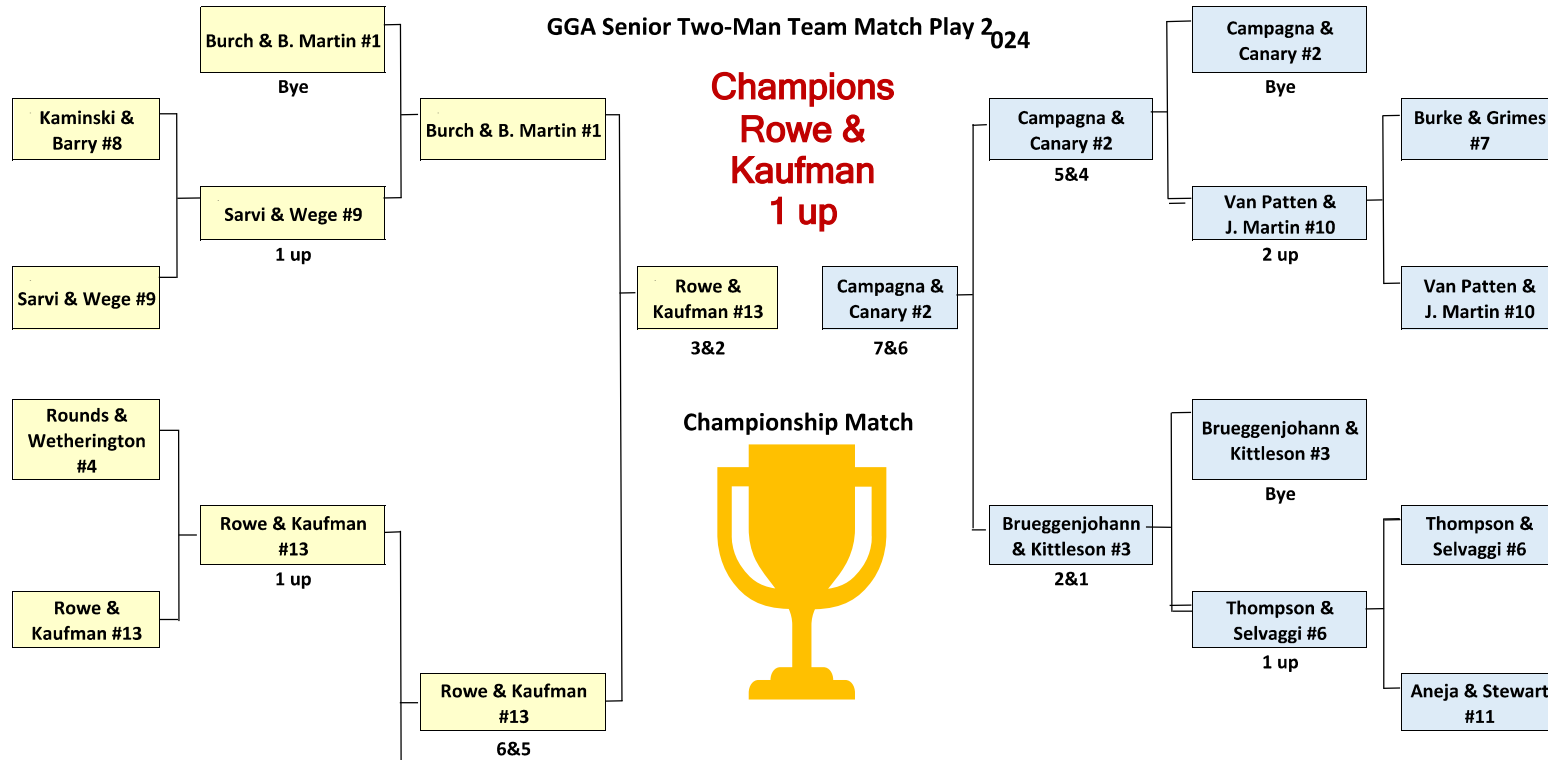 GGA Senior Two-Man Team Match Play 2024
Champions
Rowe &
Kaufman
1 up
Burch & B. Martin #1
Bye
Kaminski &
Barry #8
Burch & B. Martin #1
Sarvi & Wege #9
1 up
Sarvi & Wege #9
Rowe &
Kaufman #13
3&2
Rounds &
Wetherington
#4
Rowe & Kaufman
#13
1 up
Rowe &
Kaufman #13
Rowe & Kaufman
#13
6&5
Championship Match
Campagna &
Canary #2
7&6
Campagna &
Canary #2
5&4
Campagna &
Canary #2
Bye
Burke & Grimes
#7
Van Patten &
J. Martin #10
2 up
Van Patten &
J. Martin #10
Brueggenjohann &
Kittleson #3
Bye
Brueggenjohann
& Kittleson #3
2&1
Thompson &
Selvaggi #6
Thompson &
Selvaggi #6
1 up
Aneja & Stewart
#11